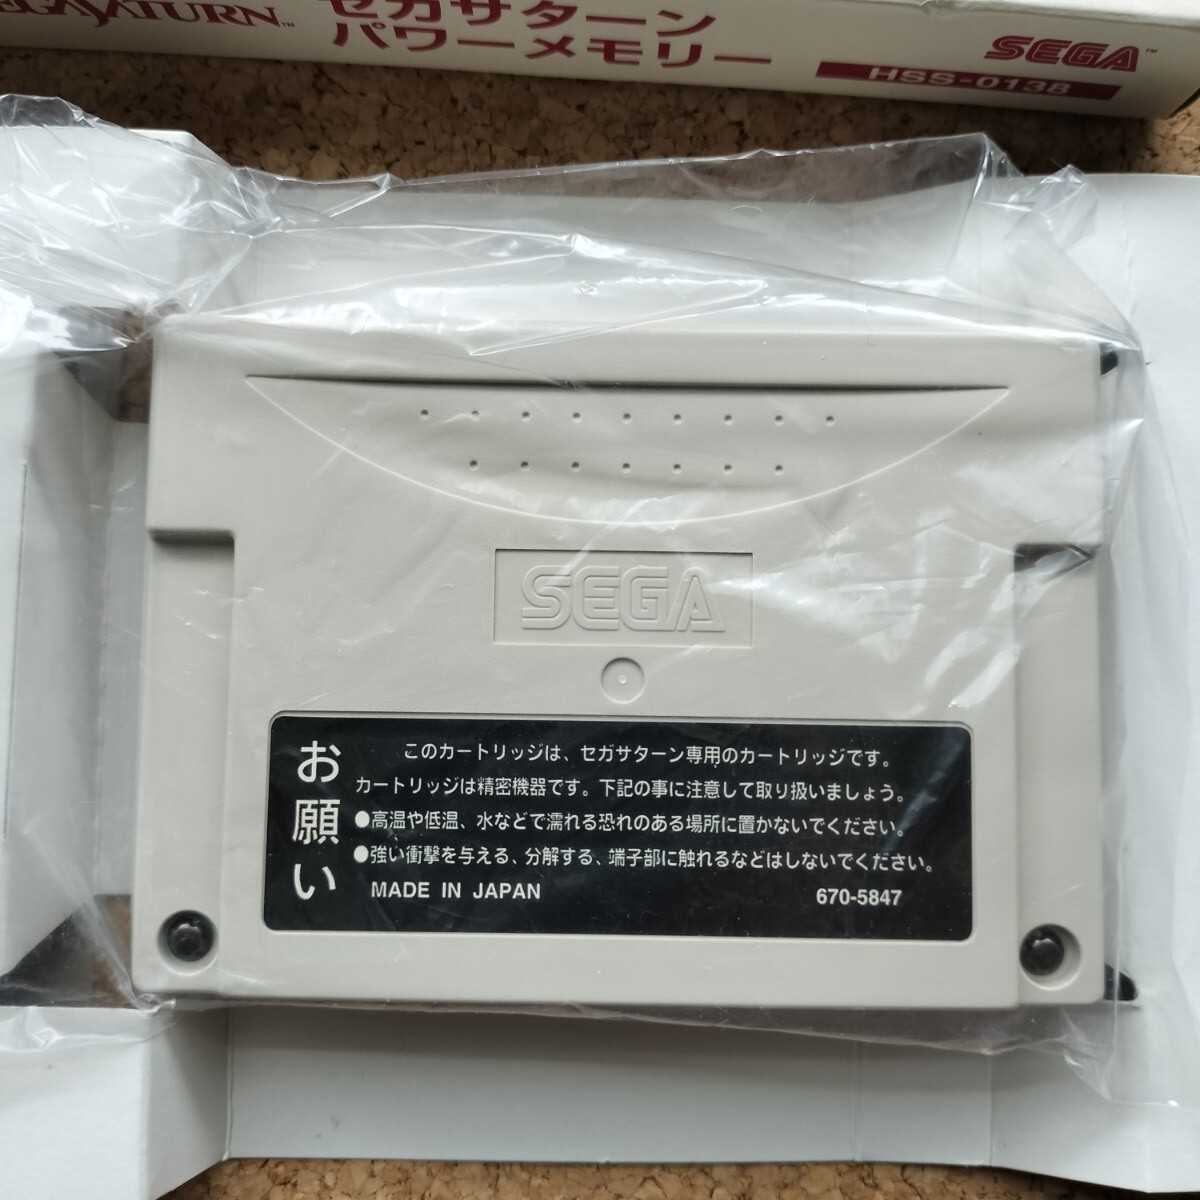 SEGASATURN™
セガサターン
パワーメモリー
SEGA™
HSS-0138
SEGA
お願い
このカートリッジは、セガサターン専用のカートリッジです。
カートリッジは精密機器です。下記の事に注意して取り扱いましょう。
●高温や低温、水などで濡れる恐れのある場所に置かないでください。
●強い衝撃を与える、分解する、端子部に触れるなどはしないでください。
MADE IN JAPAN
670-5847